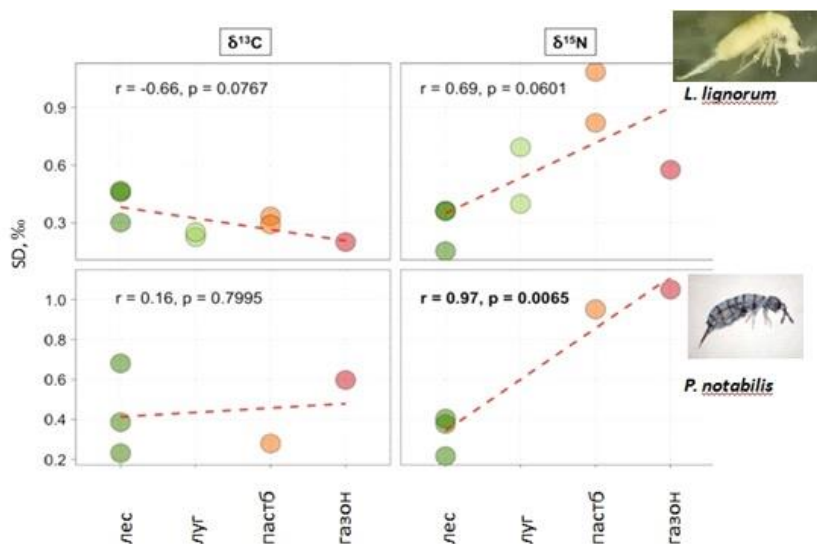 δ¹³C
δ¹⁵N
r = -0.66, p = 0.0767
r = 0.69, p = 0.0601
L. lignorum
0.9
0.6
0.3
SD, ‰
r = 0.16, p = 0.7995
r = 0.97, p = 0.0065
P. notabilis
1.0
0.8
0.6
0.4
0.2
лес
луг
пастб
газон
лес
луг
пастб
газон